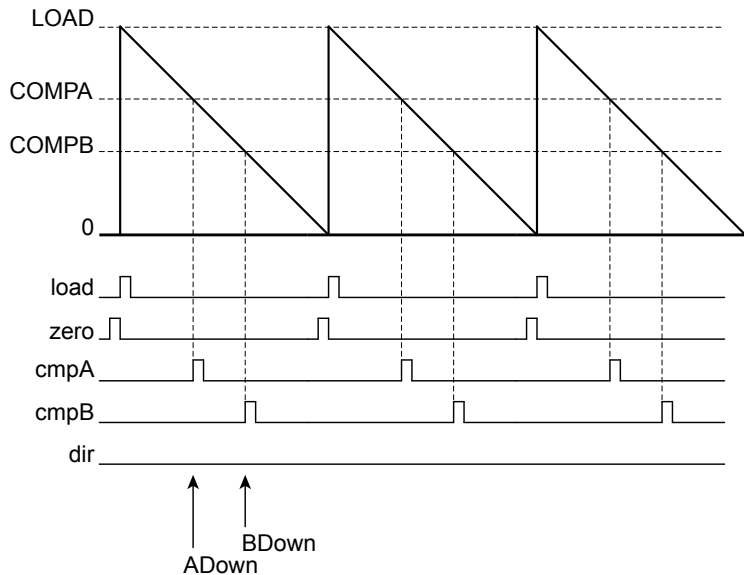 LOAD
COMPA
COMPB
0
load
zero
cmpA
cmpB
dir
BDown
ADown